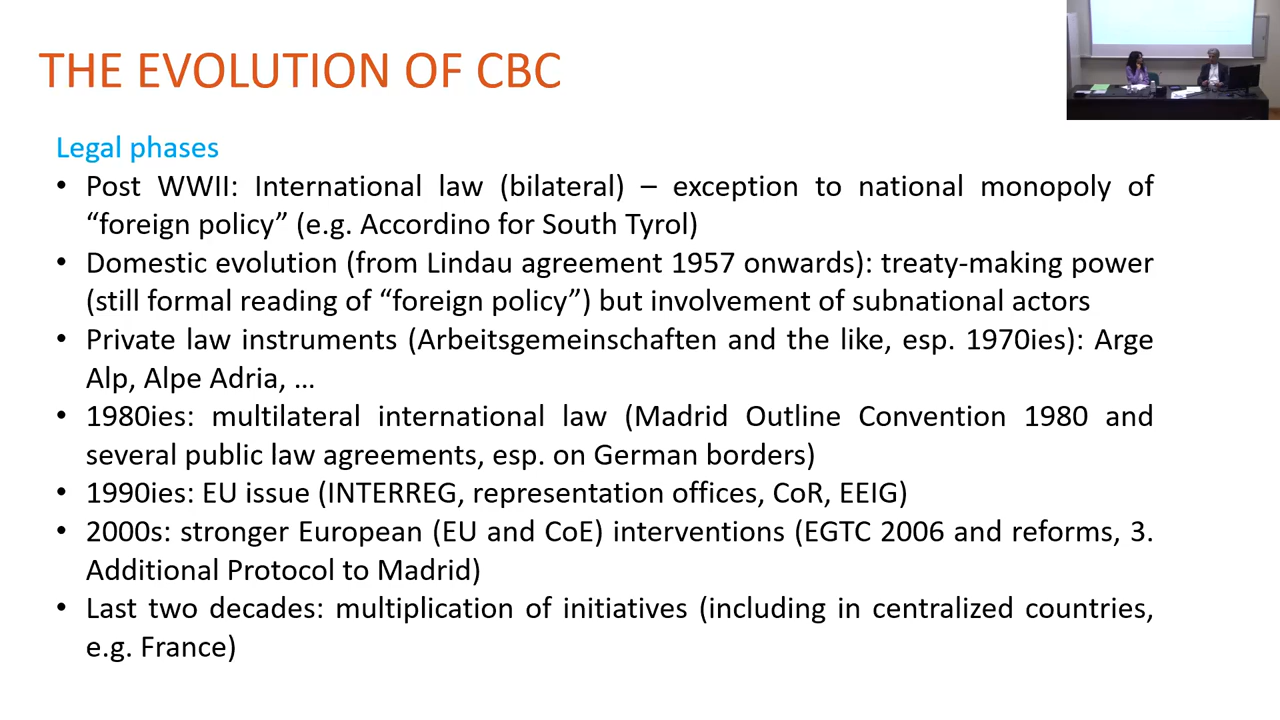 THE EVOLUTION OF CBC
Legal phases
• Post WWII: International law (bilateral) – exception to national monopoly of
“foreign policy” (e.g. Accordino for South Tyrol)
• Domestic evolution (from Lindau agreement 1957 onwards): treaty-making power
(still formal reading of “foreign policy”) but involvement of subnational actors
• Private law instruments (Arbeitsgemeinschaften and the like, esp. 1970ies): Arge
Alp, Alpe Adria, …
• 1980ies: multilateral international law (Madrid Outline Convention 1980 and
several public law agreements, esp. on German borders)
• 1990ies: EU issue (INTERREG, representation offices, CoR, EEIG)
• 2000s: stronger European (EU and CoE) interventions (EGTC 2006 and reforms, 3.
Additional Protocol to Madrid)
• Last two decades: multiplication of initiatives (including in centralized countries,
e.g. France)